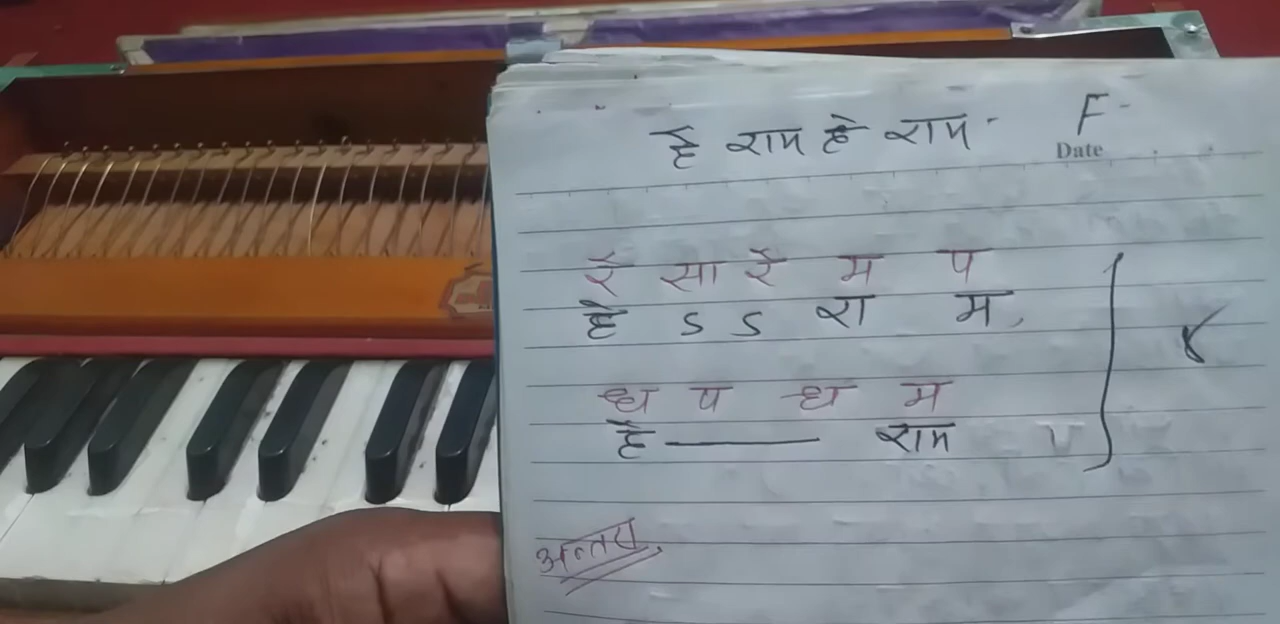 हे राम हे राम F
Date
रे सा रे म प
हे ऽ ऽ रा म
ध प ध म
हे — राम
अन्तरा